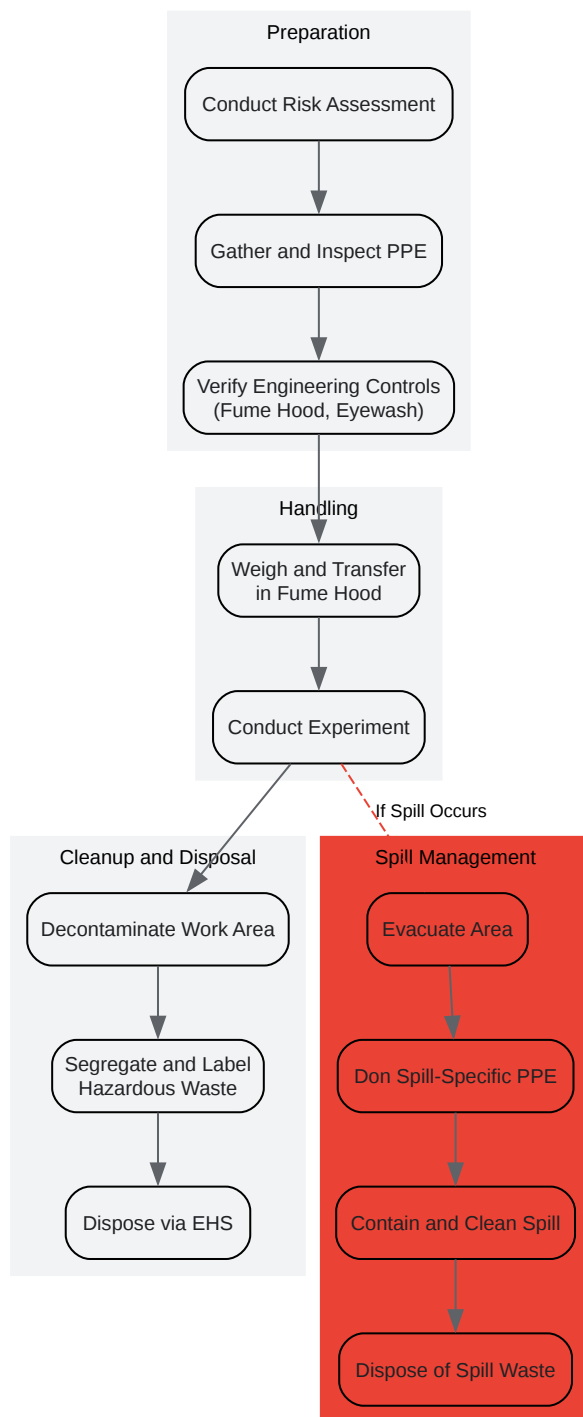 Preparation
Conduct Risk Assessment
Gather and Inspect PPE
Verify Engineering Controls
(Fume Hood, Eyewash)
Handling
Weigh and Transfer
in Fume Hood
Conduct Experiment
If Spill Occurs
Cleanup and Disposal
Decontaminate Work Area
Segregate and Label
Hazardous Waste
Dispose via EHS
Spill Management
Evacuate Area
Don Spill-Specific PPE
Contain and Clean Spill
Dispose of Spill Waste